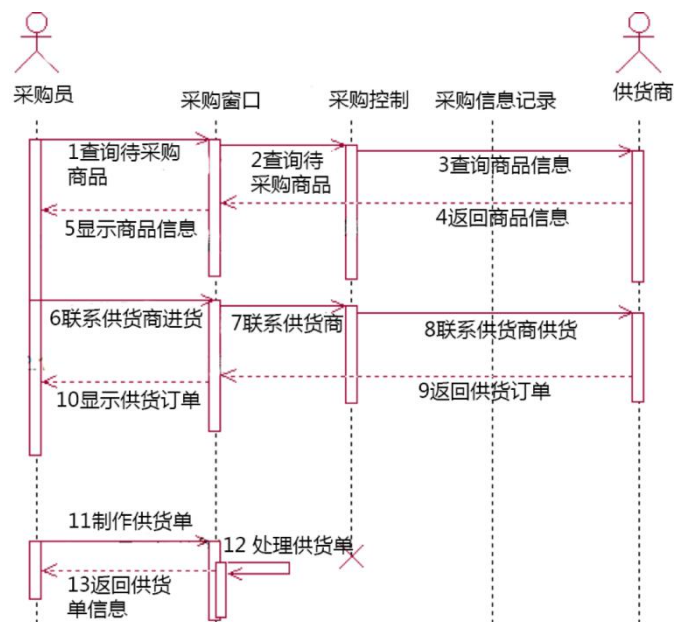 采购员
采购窗口
采购控制
采购信息记录
供货商
1查询待采购
商品
2查询待
采购商品
3查询商品信息
4返回商品信息
5显示商品信息
6联系供货商进货
7联系供货商
8联系供货商供货
9返回供货订单
10显示供货订单
11制作供货单
12 处理供货单
13返回供货
单信息